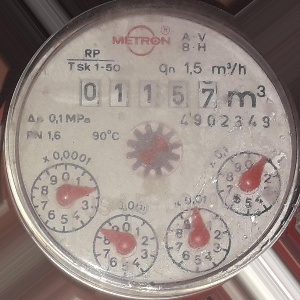 METRON ®
A·V
B·H
RP
Tsk 1-50
qn 1,5 m³/h
01157 m³
Δp 0,1 MPa
4902349
PN 1,6 90°C
x 0,0001
x 0,1
x 0,001
x 0,01